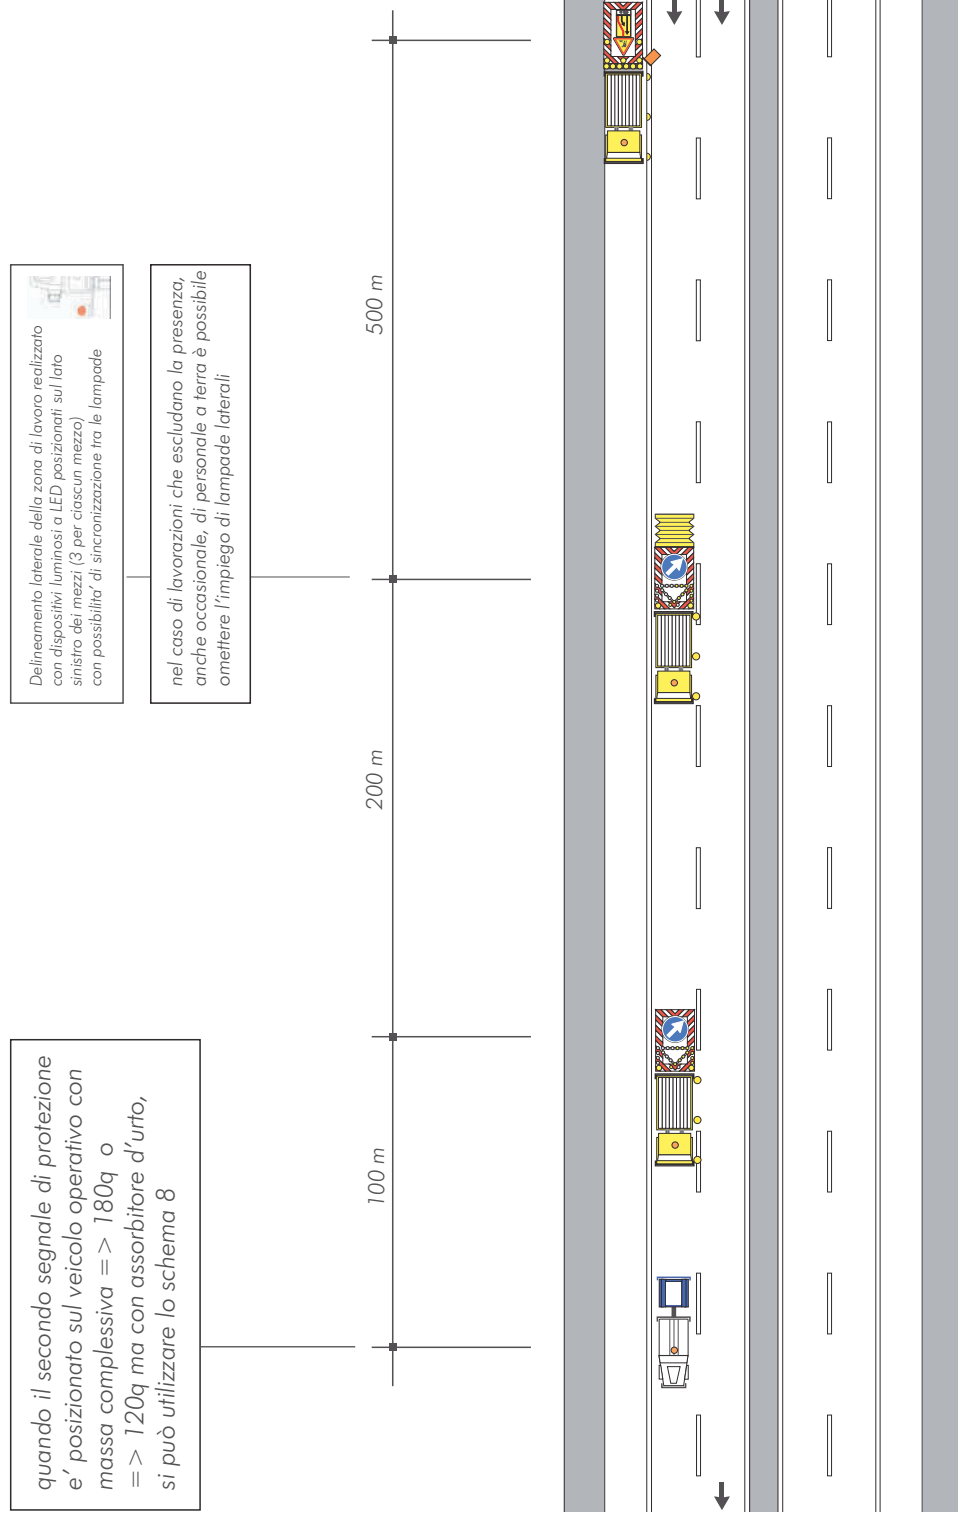 Delineamento laterale della zona di lavoro realizzato
con dispositvi luminosi a LED posizionati sul lato
sinistro dei mezzi (3 per ciascun mezzo)
con possibilita' di sincronizzazione tra le lampade
nel caso di lavorazioni che escludano la presenza,
anche occasionale, di personale a terra è possibile
omettere l'impiego di lampade laterali
500 m
200 m
100 m
quando il secondo segnale di protezione
e' posizionato sul veicolo operativo con
massa complessiva => 180q o
=> 120q ma con assorbitore d'urto,
si può utilizzare lo schema 8